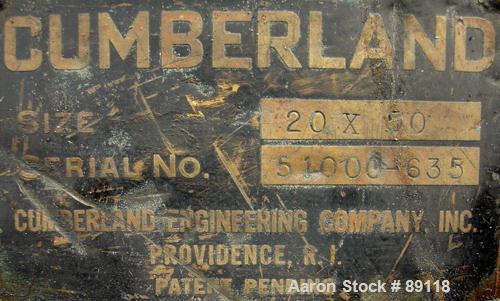 CUMBERLAND
SIZE 20 X 50
SERIAL NO. 51000-635
CUMBERLAND ENGINEERING COMPANY, INC.
PROVIDENCE, R. I.
PATENT
Aaron Stock # 89118